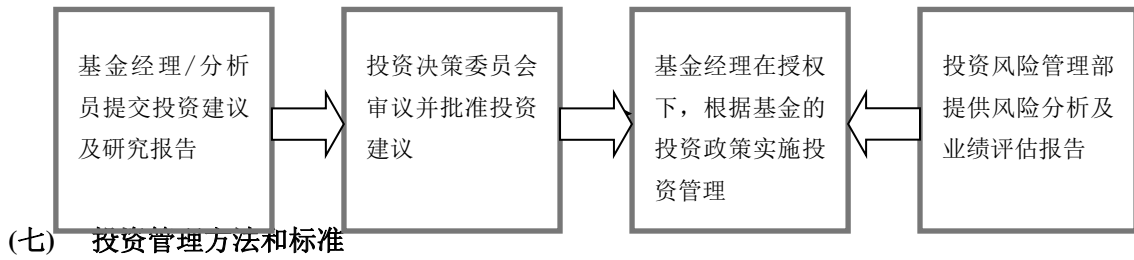 基金经理/分析
员提交投资建议
及研究报告
投资决策委员会
审议并批准投资
建议
基金经理在授权
下，根据基金的
投资政策实施投
资管理
投资风险管理部
提供风险分析及
业绩评估报告
(七) 投资管理方法和标准